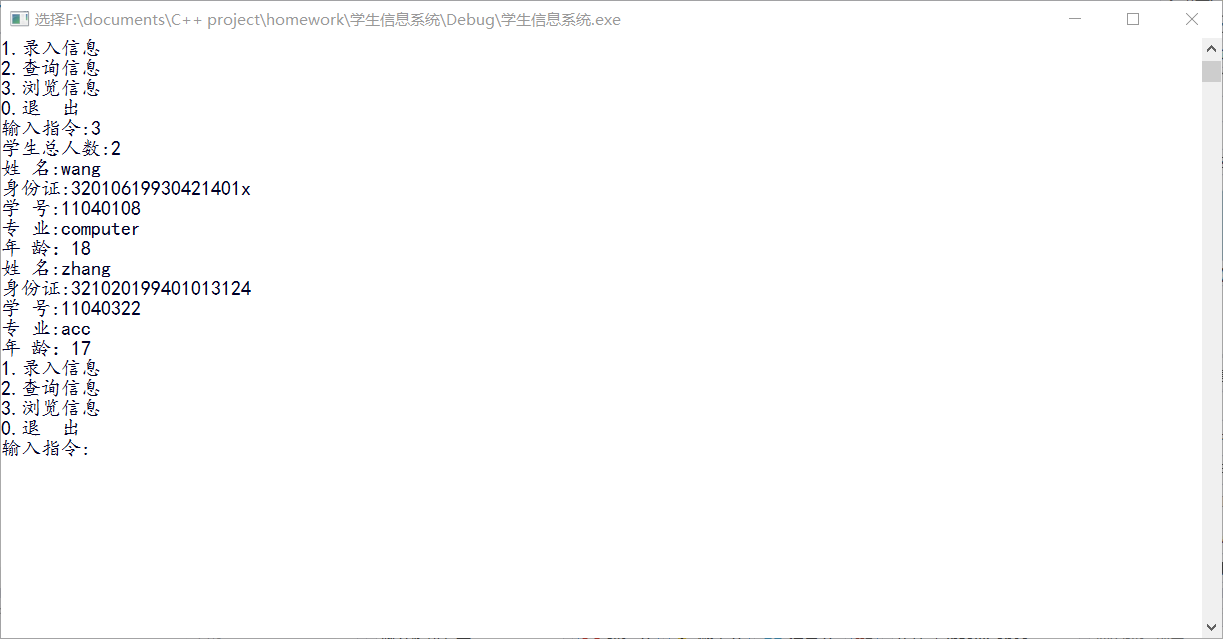 选择F:\documents\C++ project\homework\学生信息系统\Debug\学生信息系统.exe
1.录入信息
2.查询信息
3.浏览信息
0.退  出
输入指令:3
学生总人数:2
姓 名:wang
身份证:32010619930421401x
学 号:11040108
专 业:computer
年 龄: 18
姓 名:zhang
身份证:321020199401013124
学 号:11040322
专 业:acc
年 龄: 17
1.录入信息
2.查询信息
3.浏览信息
0.退  出
输入指令: